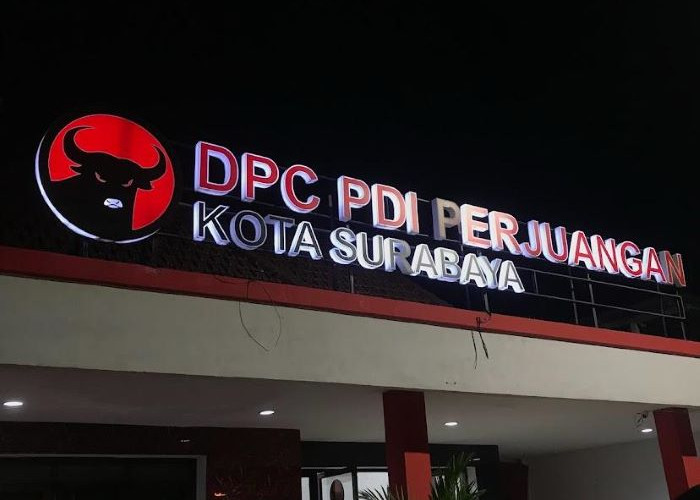 DPC PDI PERJUANGAN
KOTA SURABAYA